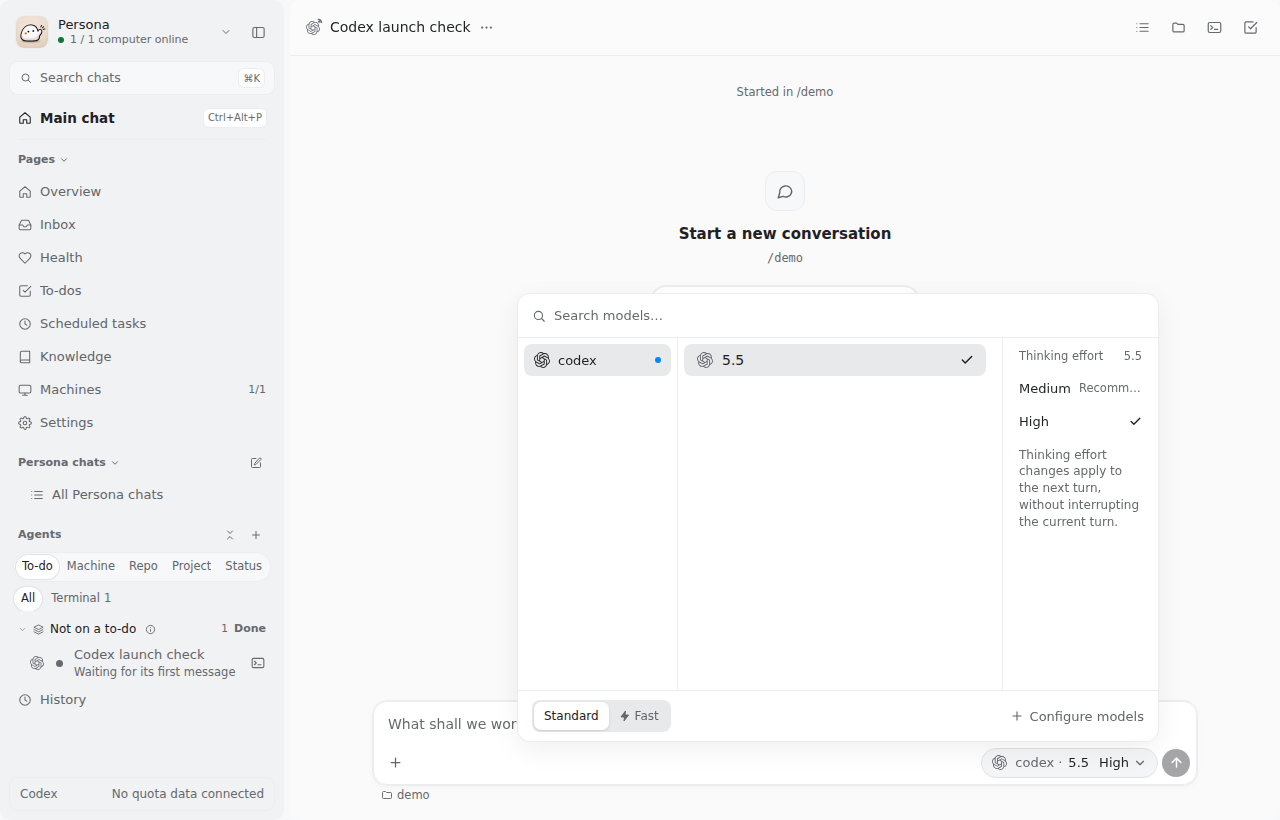 Persona
1 / 1 computer online
Search chats ⌘K
Main chat Ctrl+Alt+P
Pages
Overview
Inbox
Health
To-dos
Scheduled tasks
Knowledge
Machines 1/1
Settings
Persona chats
All Persona chats
Agents
To-do Machine Repo Project Status
All Terminal 1
Not on a to-do 1 Done
Codex launch check
Waiting for its first message
History
Codex No quota data connected
Codex launch check
Started in /demo
Start a new conversation
/demo
Search models…
codex
5.5
Thinking effort 5.5
Medium Recomm…
High
Thinking effort
changes apply to
the next turn,
without interrupting
the current turn.
Standard Fast
Configure models
What shall we wor
codex · 5.5 High
demo